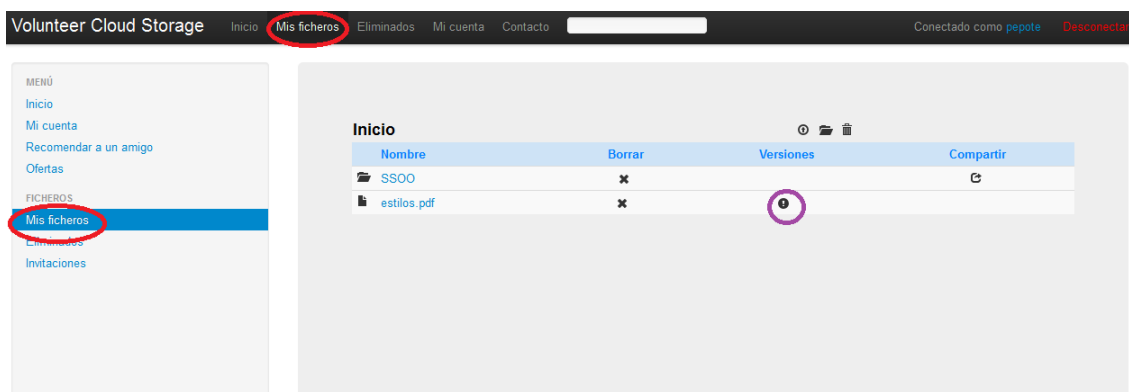 Volunteer Cloud Storage Inicio Mis ficheros Eliminados Mi cuenta Contacto Conectado como pepote Desconectar
MENÚ
Inicio
Mi cuenta
Recomendar a un amigo
Ofertas
FICHEROS
Mis ficheros
Eliminados
Invitaciones
Inicio
Nombre Borrar Versiones Compartir
SSOO
estilos.pdf